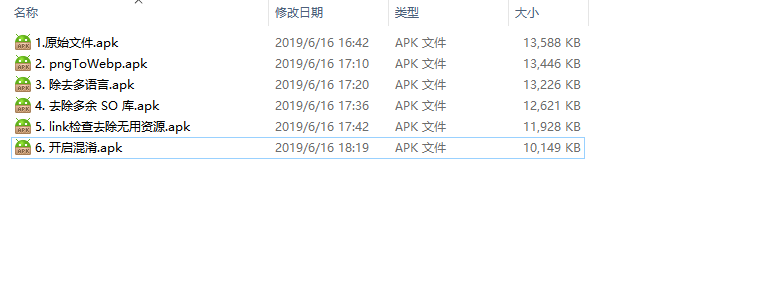 名称 修改日期 类型 大小
1.原始文件.apk 2019/6/16 16:42 APK 文件 13,588 KB
2. pngToWebp.apk 2019/6/16 17:10 APK 文件 13,446 KB
3. 除去多语言.apk 2019/6/16 17:20 APK 文件 13,226 KB
4. 去除多余 SO 库.apk 2019/6/16 17:36 APK 文件 12,621 KB
5. link检查去除无用资源.apk 2019/6/16 17:42 APK 文件 11,928 KB
6. 开启混淆.apk 2019/6/16 18:19 APK 文件 10,149 KB